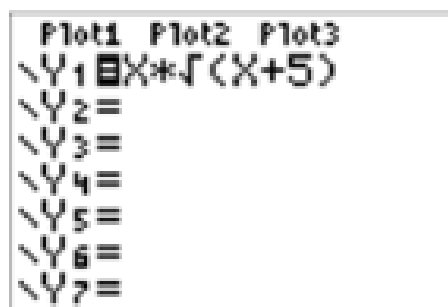 Plot1 Plot2 Plot3
\Y1=X*√(X+5)
\Y2=
\Y3=
\Y4=
\Y5=
\Y6=
\Y7=